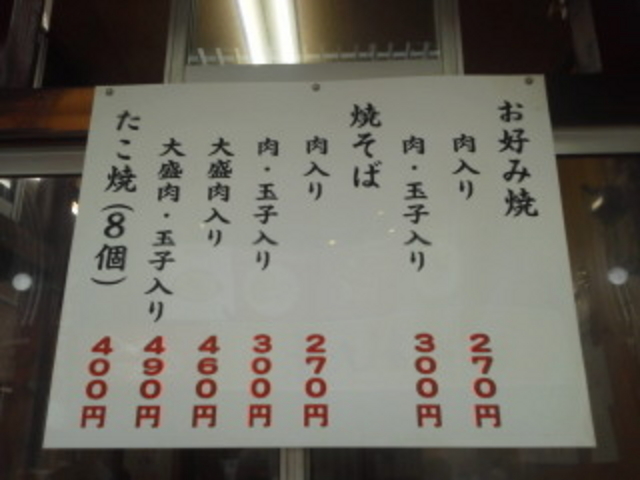 お好み焼
肉入り 270円
肉・玉子入り 300円
焼そば
肉入り 270円
肉・玉子入り 300円
大盛肉入り 460円
大盛肉・玉子入り 490円
たこ焼(8個) 400円